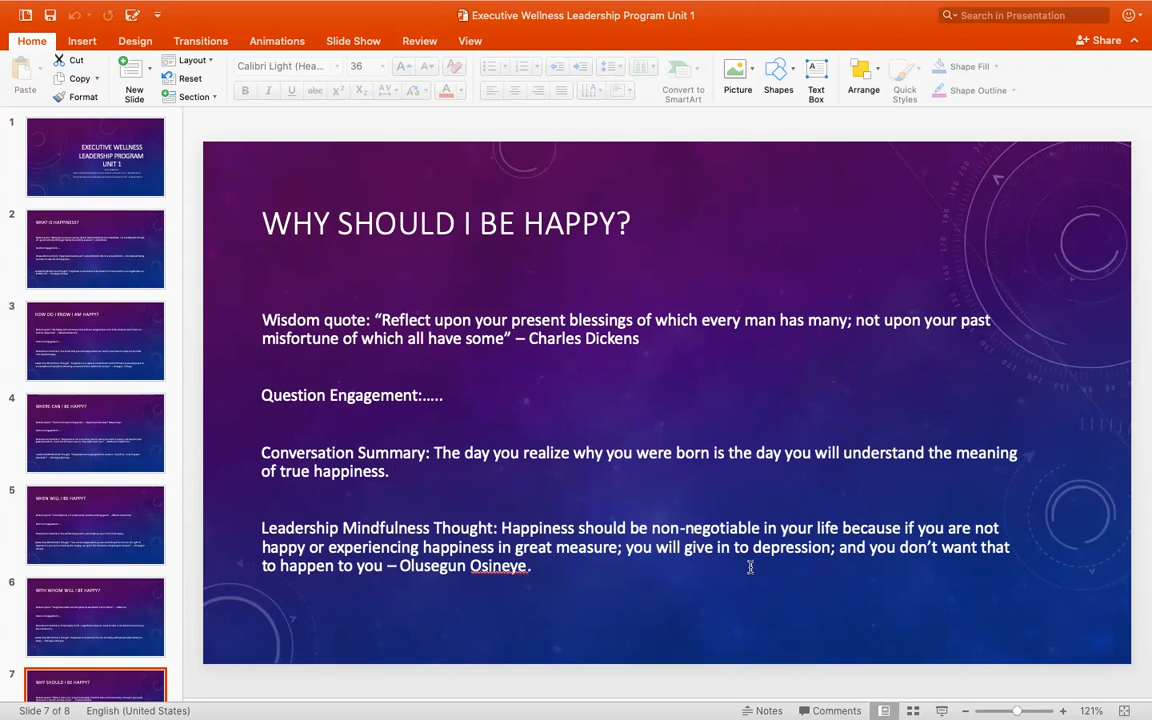 Executive Wellness Leadership Program Unit 1
Search in Presentation
Home Insert Design Transitions Animations Slide Show Review View
Share
Paste
Cut
Copy
Format
New Slide
Layout
Reset
Section
Calibri Light (Hea...
36
Convert to SmartArt
Picture
Shapes
Text Box
Arrange
Quick Styles
Shape Fill
Shape Outline
1
EXECUTIVE WELLNESS
LEADERSHIP PROGRAM
UNIT 1
2
WHAT IS HAPPINESS?
3
HOW DO I KNOW I AM HAPPY?
4
WHERE CAN I BE HAPPY?
5
WHEN WILL I BE HAPPY?
6
WITH WHOM WILL I BE HAPPY?
7
WHY SHOULD I BE HAPPY?
WHY SHOULD I BE HAPPY?
Wisdom quote: “Reflect upon your present blessings of which every man has many; not upon your past
misfortune of which all have some” – Charles Dickens
Question Engagement:.....
Conversation Summary: The day you realize why you were born is the day you will understand the meaning
of true happiness.
Leadership Mindfulness Thought: Happiness should be non-negotiable in your life because if you are not
happy or experiencing happiness in great measure; you will give in to depression; and you don’t want that
to happen to you – Olusegun Osineye.
Slide 7 of 8 English (United States)
Notes Comments 121%